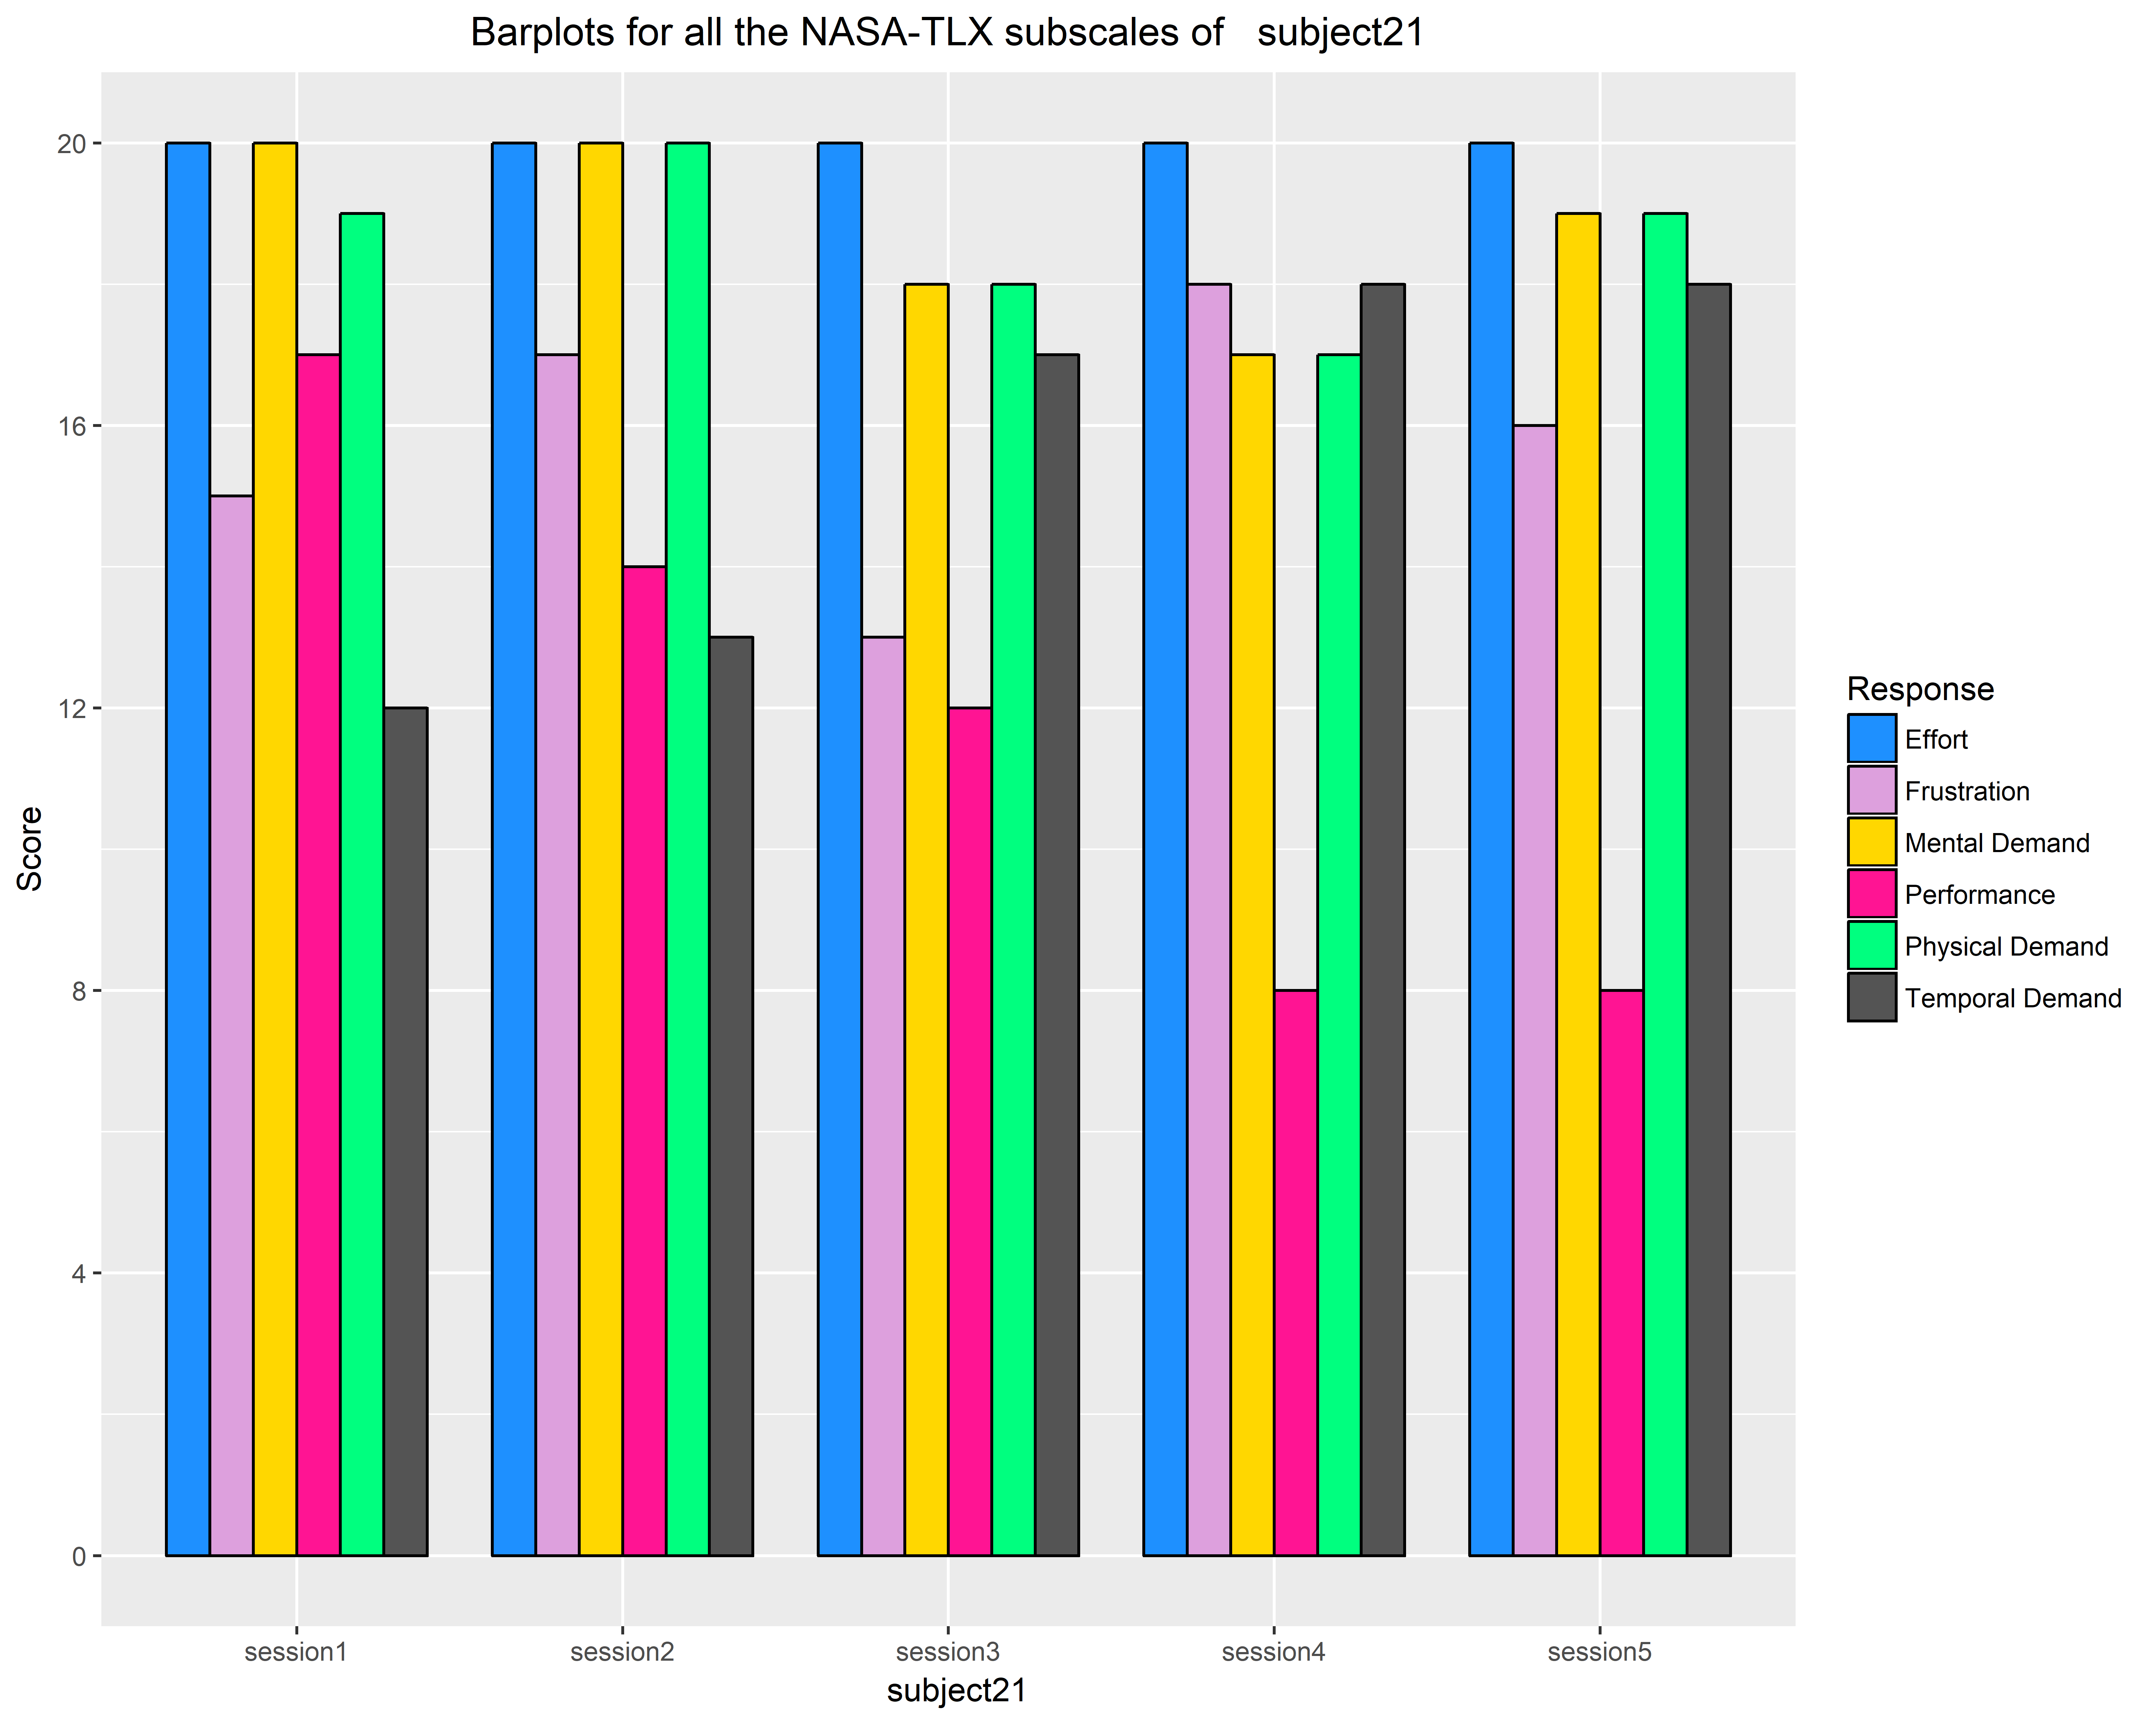 Barplots for all the NASA-TLX subscales of   subject21
20
16
12
8
4
0
Score
session1
session2
session3
session4
session5
subject21
Response
Effort
Frustration
Mental Demand
Performance
Physical Demand
Temporal Demand